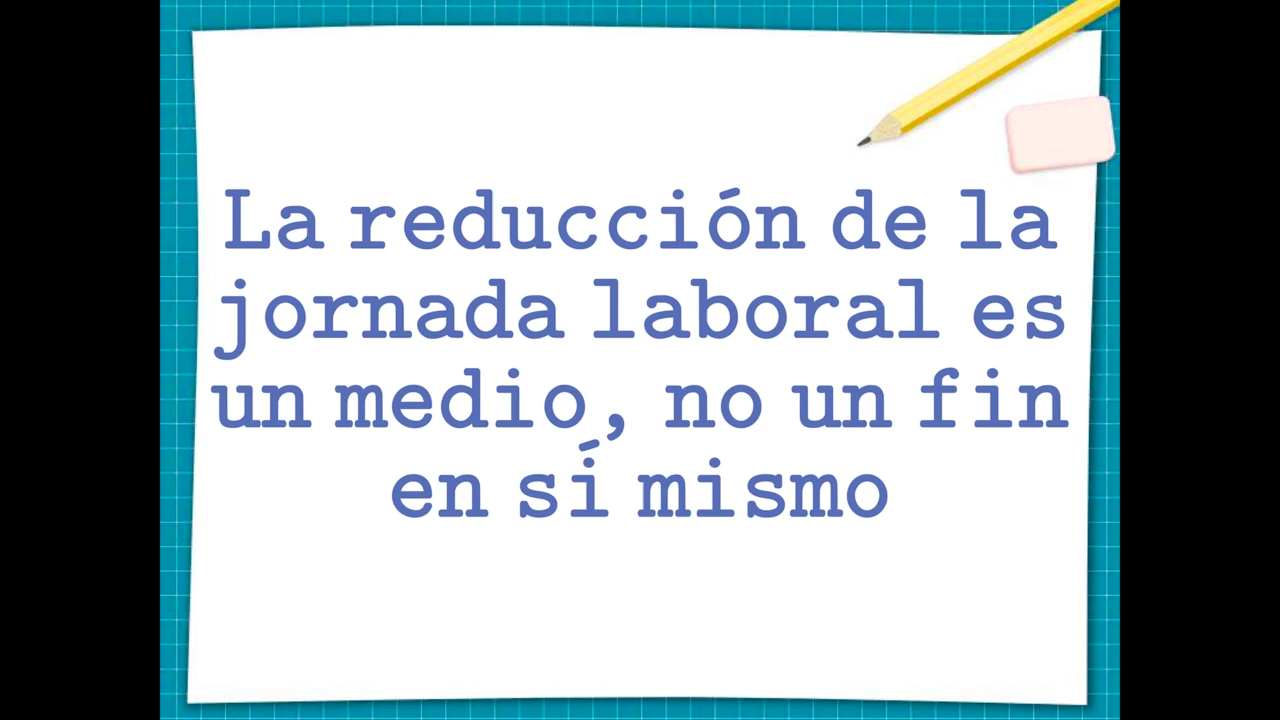 La reducción de la
jornada laboral es
un medio, no un fin
en sí mismo